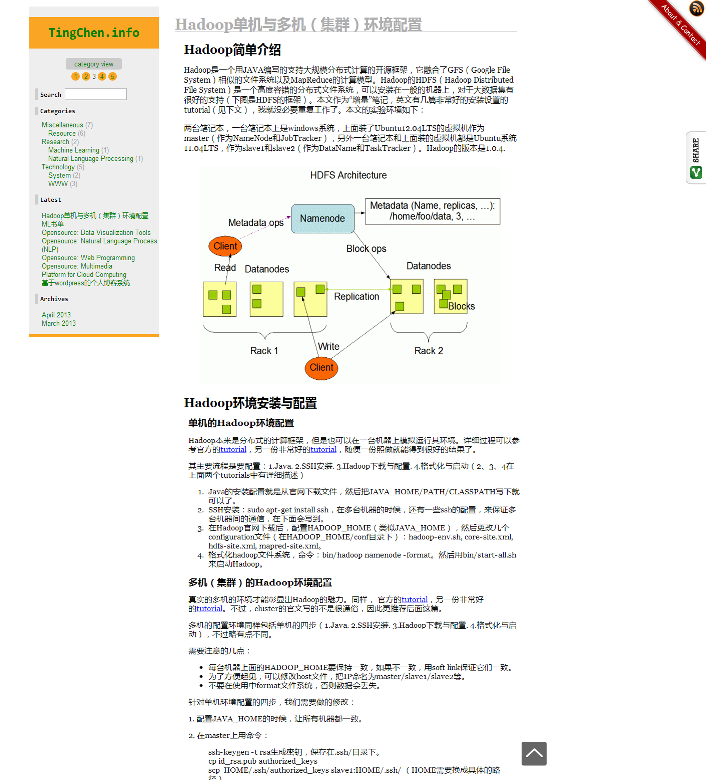 TingChen.info
category view
1 2 3 4 5
Search
Categories
Miscellaneous (7)
Resource (6)
Research (2)
Machine Learning (1)
Natural Language Processing (1)
Technology (5)
System (2)
WWW (3)
Latest
Hadoop单机与多机（集群）环境配置
ML书单
Opensource: Data Visualization Tools
Opensource: Natural Language Process
(NLP)
Opensource: Web Programming
Opensource: Multimedia
Platform for Cloud Computing
基于wordpress的个人博客系统
Archives
April 2013
March 2013
Hadoop单机与多机（集群）环境配置
Hadoop简单介绍
Hadoop是一个用JAVA编写的支持大规模分布式计算的开源框架，它融合了GFS（Google File
System）相似的文件系统以及MapReduce的计算模型。Hadoop的HDFS（Hadoop Distributed
File System）是一个高度容错的分布式文件系统，可以安装在一般的机器上，对于大数据集有
很好的支持（下图是HDFS的框架）。本文作为“增量”笔记，英文有几篇非常好的安装设置的
tutorial（见下文），我就没必要重复工作了。本文的实验环境如下：
两台笔记本，一台笔记本上是windows系统，上面装了Ubuntu12.04LTS的虚拟机作为
master（作为NameNode和JobTracker），另外一台笔记本和上面装的虚拟机都是Ubuntu系统
11.04LTS，作为slave1和slave2（作为DataName和TaskTracker）。Hadoop的版本是1.0.4.
HDFS Architecture
Metadata (Name, replicas, ...):
/home/foo/data, 3, ...
Namenode
Metadata ops
Client
Block ops
Read
Datanodes
Datanodes
Replication
Blocks
Rack 1
Write
Rack 2
Client
Hadoop环境安装与配置
单机的Hadoop环境配置
Hadoop本来是分布式的计算框架，但是也可以在一台机器上模拟运行其环境。详细过程可以参
考官方的tutorial，另一份非常好的tutorial，随便一份照做就能得到很好的结果了。
其主要流程是要配置：1.Java. 2.SSH安装. 3.Hadoop下载与配置. 4.格式化与启动（2、3、4在
上面两个tutorials中有详细描述）
1. Java的安装配置就是从官网下载文件，然后把JAVA_HOME/PATH/CLASSPATH写下就
可以了。
2. SSH安装：sudo apt-get install ssh，在多台机器的时候，还有一些ssh的配置，来保证多
台机器间的通信，在下面会写到。
3. 在Hadoop官网下载后，配置HADOOP_HOME（类似JAVA_HOME），然后更改几个
configuration文件（在HADOOP_HOME/conf目录下）：hadoop-env.sh, core-site.xml,
hdfs-site.xml, mapred-site.xml。
4. 格式化hadoop文件系统，命令：bin/hadoop namenode -format。然后用bin/start-all.sh
来启动Hadoop。
多机（集群）的Hadoop环境配置
真实的多机的环境才能够显出Hadoop的魅力。同样， 官方的tutorial，另一份非常好
的tutorial。不过，cluster的官文写的不是很通俗，因此更推荐后面这篇。
多机的配置环境同样包括单机的四步（1.Java. 2.SSH安装. 3.Hadoop下载与配置. 4.格式化与启
动），不过略有点不同。
需要注意的几点：
每台机器上面的HADOOP_HOME要保持一致，如果不一致，用soft link保证它们一致。
为了方便起见，可以修改host文件，把IP命名为master/slave1/slave2等。
不要在使用中format文件系统，否则数据会丢失。
针对单机环境配置的四步，我们需要做的修改：
1. 配置JAVA_HOME的时候，让所有机器都一致。
2. 在master上用命令：
ssh-keygen -t rsa生成密钥，保存在.ssh/目录下。
cp id_rsa.pub authorized_keys
scp HOME/.ssh/authorized_keys slave1:HOME/.ssh/ （HOME需要换成具体的路
About & Contact
SHARE